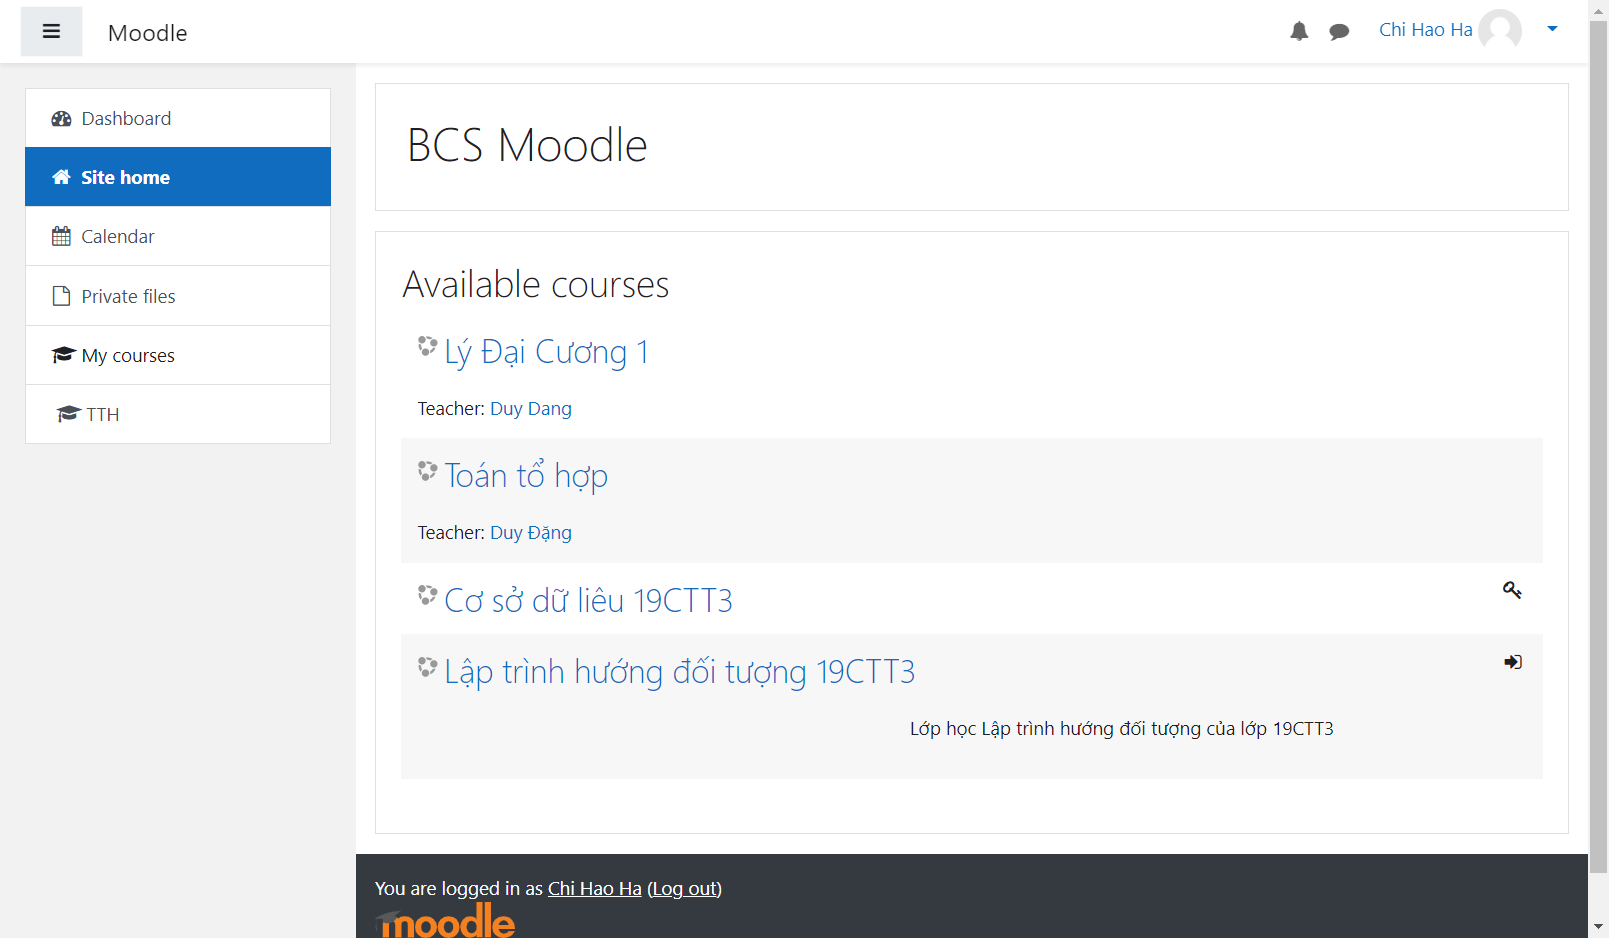 Moodle
Chi Hao Ha
Dashboard
Site home
Calendar
Private files
My courses
TTH
BCS Moodle
Available courses
Lý Đại Cương 1
Teacher: Duy Dang
Toán tổ hợp
Teacher: Duy Đặng
Cơ sở dữ liêu 19CTT3
Lập trình hướng đối tượng 19CTT3
Lớp học Lập trình hướng đối tượng của lớp 19CTT3
You are logged in as Chi Hao Ha (Log out)
moodle